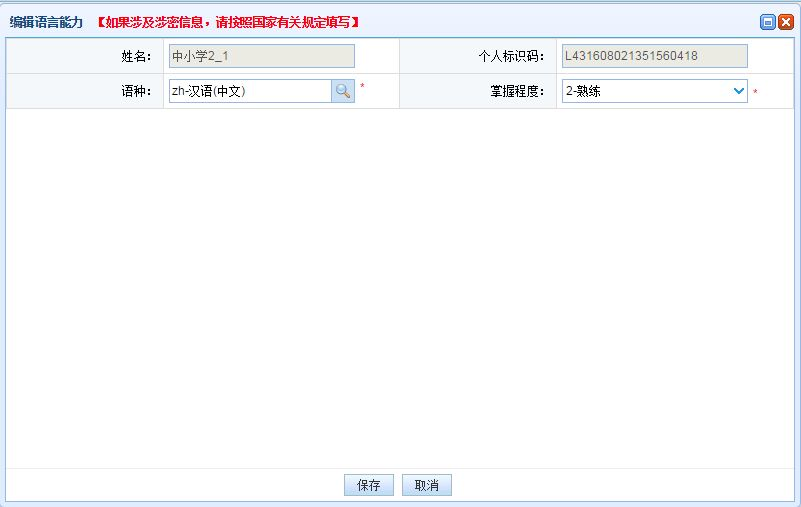 编辑语言能力 【如果涉及涉密信息，请按照国家有关规定填写】
姓名： 中小学2_1 个人标识码： L431608021351560418
语种： zh-汉语(中文) * 掌握程度： 2-熟练 *
保存 取消